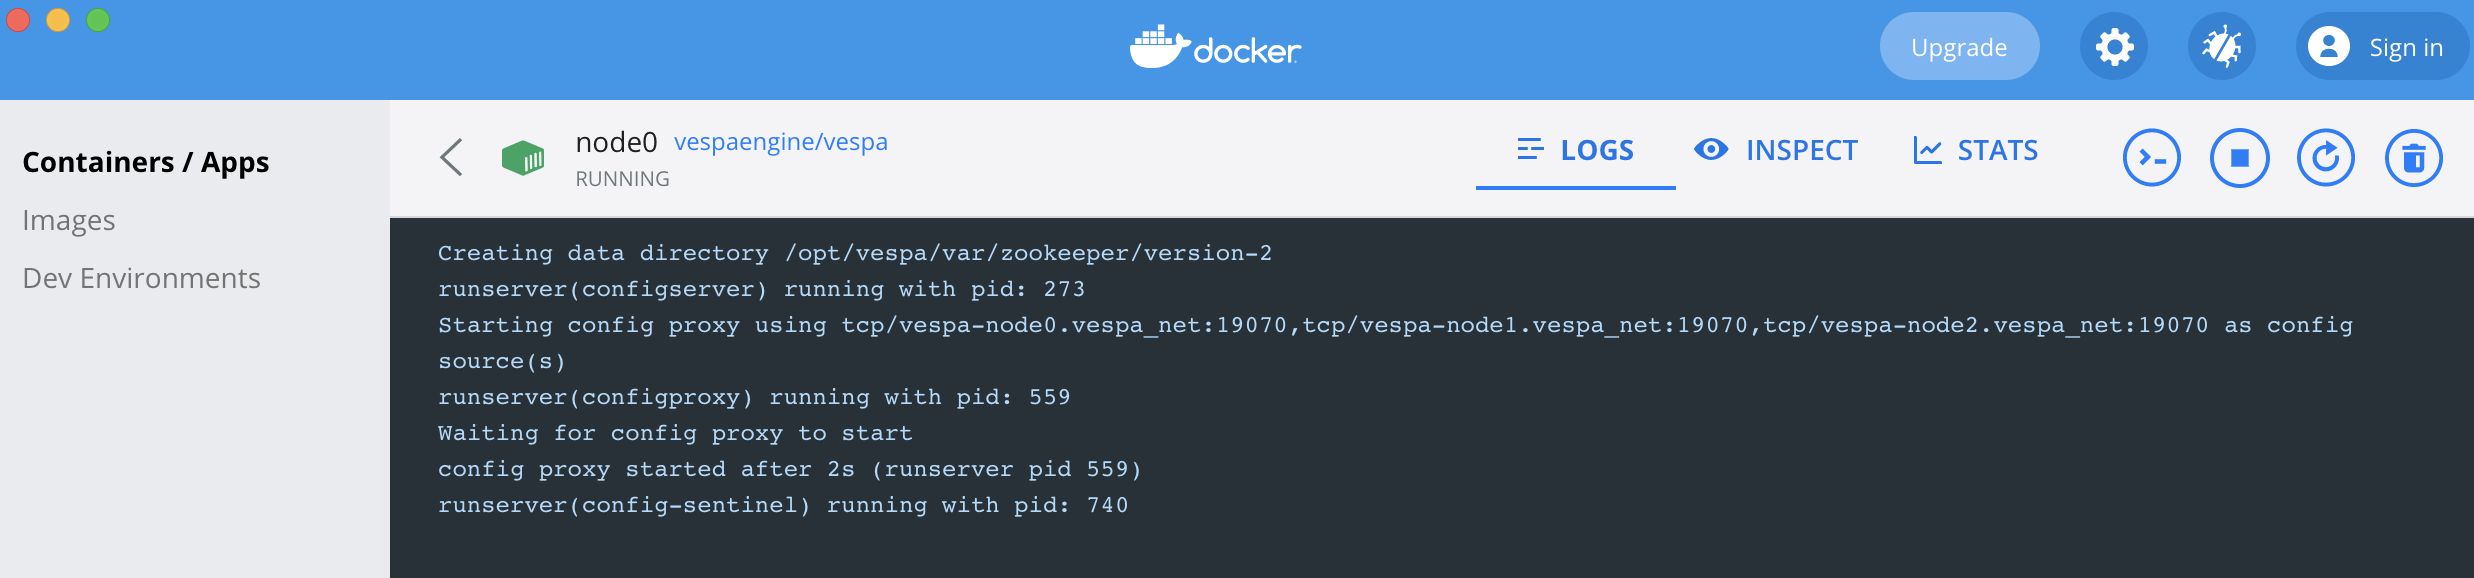 docker
Upgrade
Sign in
Containers / Apps
Images
Dev Environments
node0 vespaengine/vespa
RUNNING
LOGS
INSPECT
STATS
Creating data directory /opt/vespa/var/zookeeper/version-2
runserver(configserver) running with pid: 273
Starting config proxy using tcp/vespa-node0.vespa_net:19070,tcp/vespa-node1.vespa_net:19070,tcp/vespa-node2.vespa_net:19070 as config
source(s)
runserver(configproxy) running with pid: 559
Waiting for config proxy to start
config proxy started after 2s (runserver pid 559)
runserver(config-sentinel) running with pid: 740